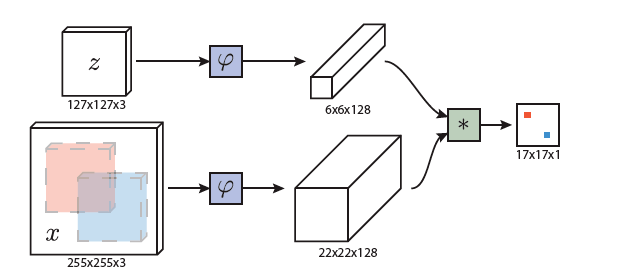 z
127x127x3
φ
6x6x128
*
17x17x1
x
255x255x3
φ
22x22x128